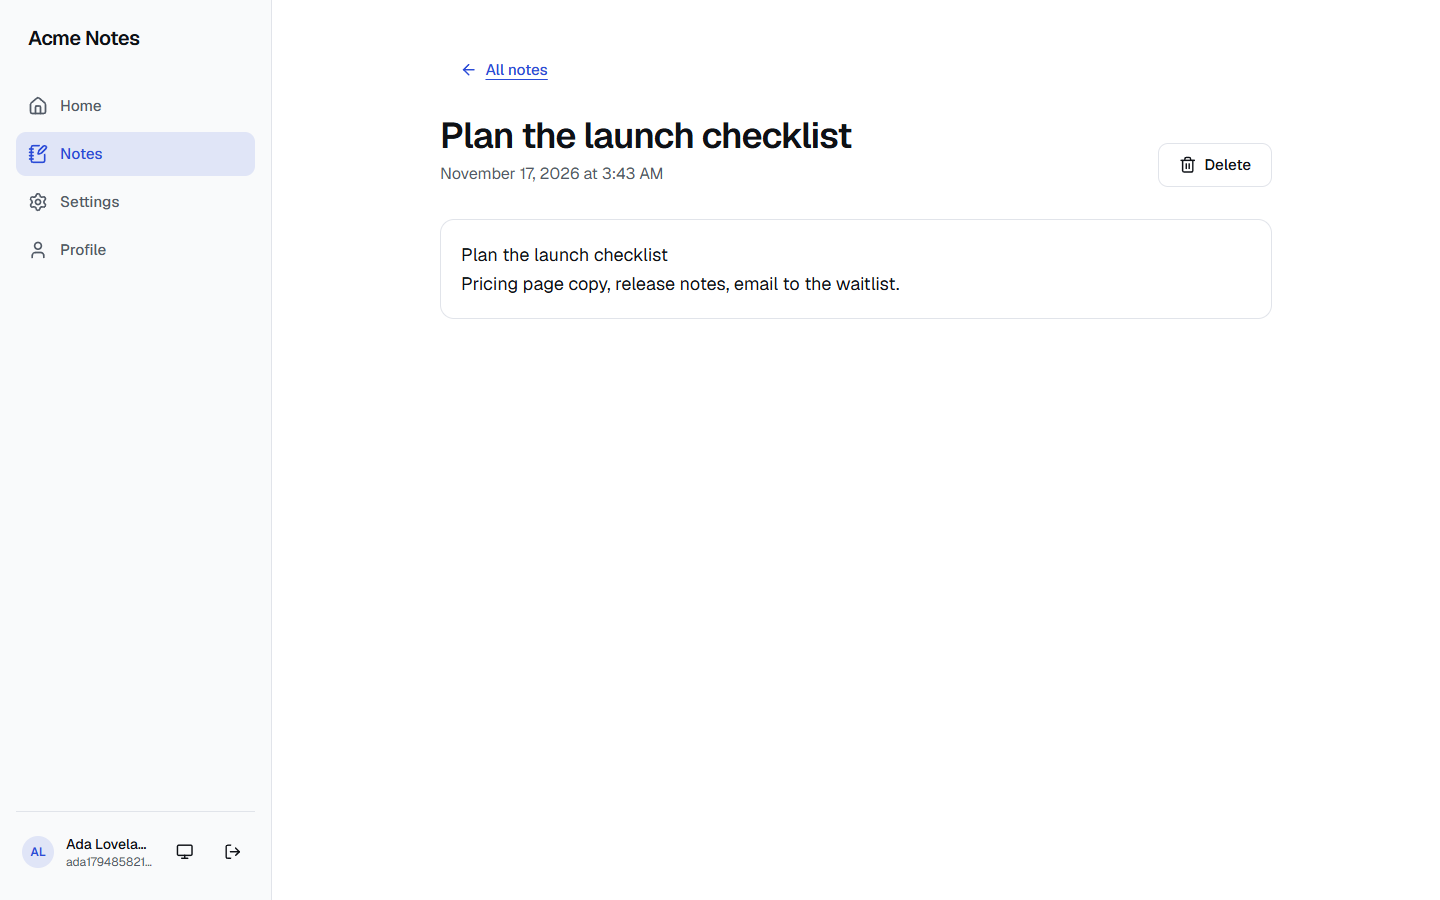 Acme Notes
Home
Notes
Settings
Profile
All notes
Plan the launch checklist
November 17, 2026 at 3:43 AM
Delete
Plan the launch checklist
Pricing page copy, release notes, email to the waitlist.
AL
Ada Lovela...
ada179485821...